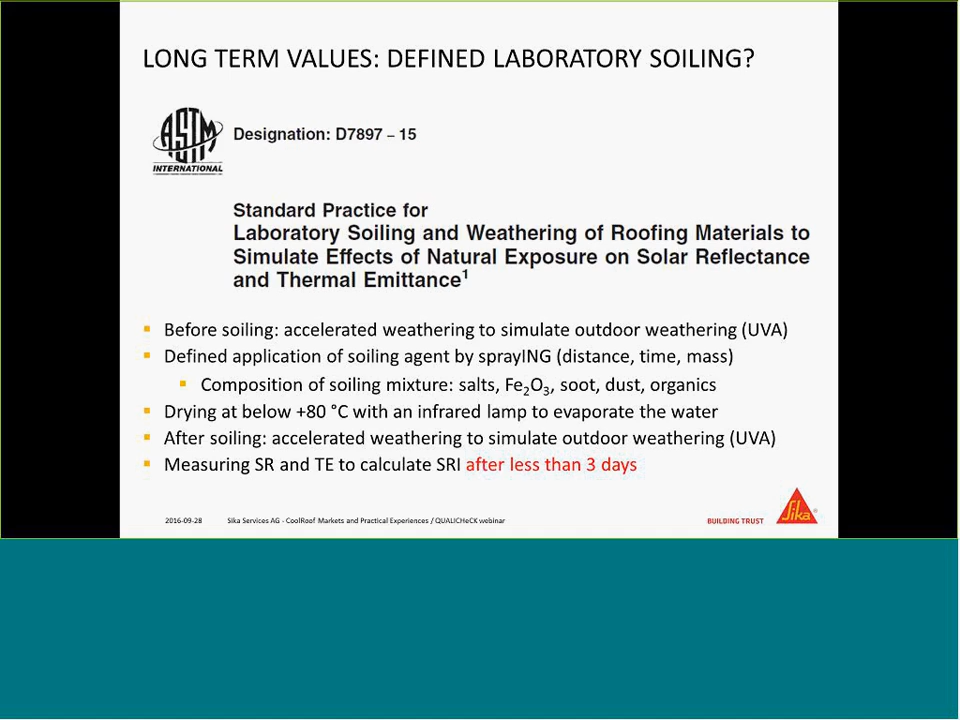 LONG TERM VALUES: DEFINED LABORATORY SOILING?
ASTM
INTERNATIONAL
Designation: D7897 – 15
Standard Practice for
Laboratory Soiling and Weathering of Roofing Materials to
Simulate Effects of Natural Exposure on Solar Reflectance
and Thermal Emittance¹
▪ Before soiling: accelerated weathering to simulate outdoor weathering (UVA)
▪ Defined application of soiling agent by sprayING (distance, time, mass)
▪ Composition of soiling mixture: salts, Fe₂O₃, soot, dust, organics
▪ Drying at below +80 °C with an infrared lamp to evaporate the water
▪ After soiling: accelerated weathering to simulate outdoor weathering (UVA)
▪ Measuring SR and TE to calculate SRI after less than 3 days
2016-09-28 Sika Services AG - CoolRoof Markets and Practical Experiences / QUALICHeCK webinar
BUILDING TRUST
Sika®